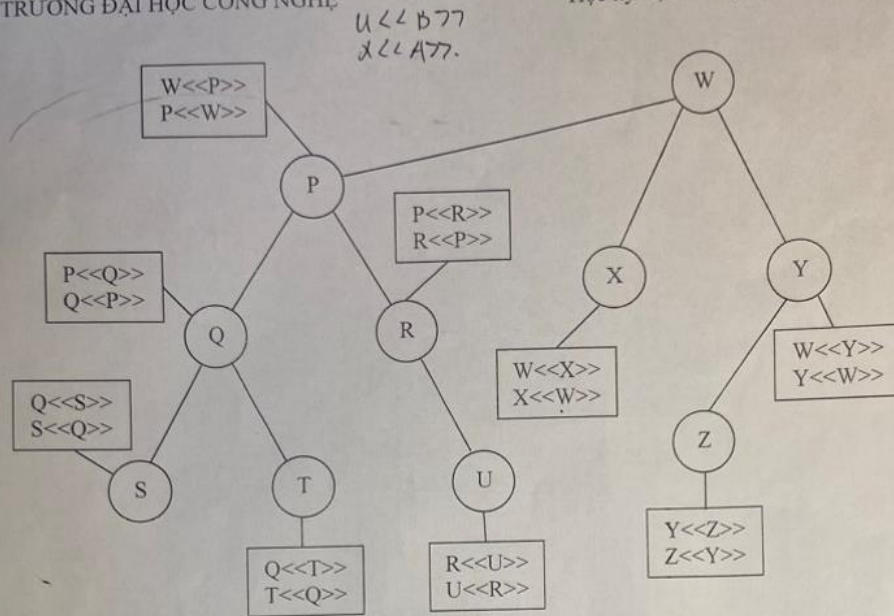 TRƯỜNG ĐẠI HỌC CÔNG NGHỆ
U<<B>>
X<<A>>.
W
W<<P>>
P<<W>>
P
P<<R>>
R<<P>>
P<<Q>>
Q<<P>>
X
Y
Q
R
W<<X>>
X<<W>>
W<<Y>>
Y<<W>>
Q<<S>>
S<<Q>>
Z
S
T
U
Y<<Z>>
Z<<Y>>
Q<<T>>
T<<Q>>
R<<U>>
U<<R>>